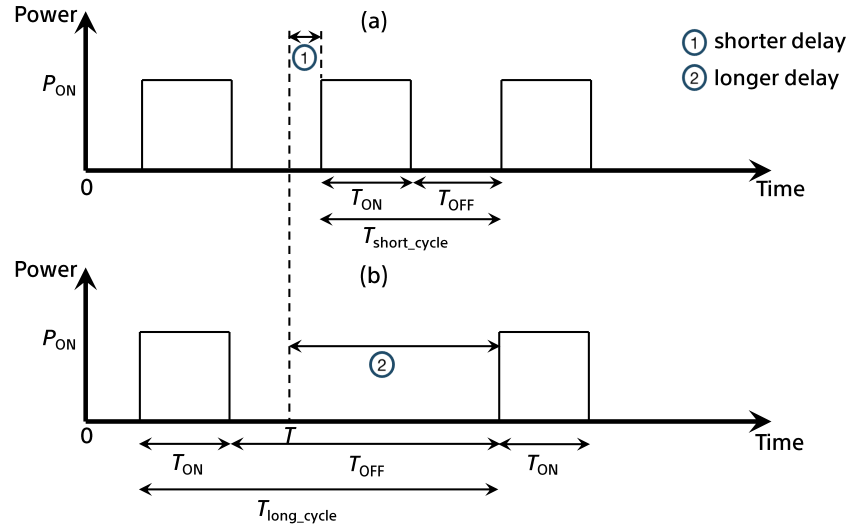 Power
(a)
① shorter delay
② longer delay
①
P_ON
0
Time
T_ON
T_OFF
T_short_cycle
Power
(b)
P_ON
②
0
T
Time
T_ON
T_OFF
T_ON
T_long_cycle